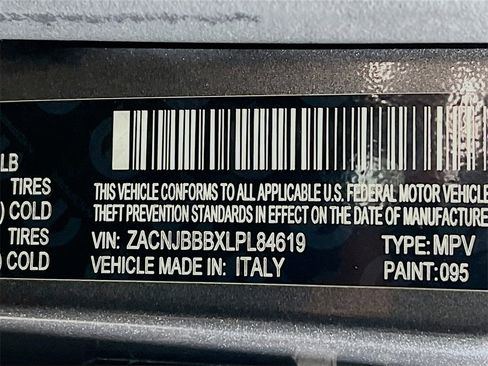 LB
TIRES
) COLD
TIRES
) COLD
THIS VEHICLE CONFORMS TO ALL APPLICABLE U.S. FEDERAL MOTOR VEHICLE
THEFT PREVENTION STANDARDS IN EFFECT ON THE DATE OF MANUFACTURE
VIN: ZACNJBBBXLPL84619 TYPE: MPV
VEHICLE MADE IN: ITALY PAINT: 095